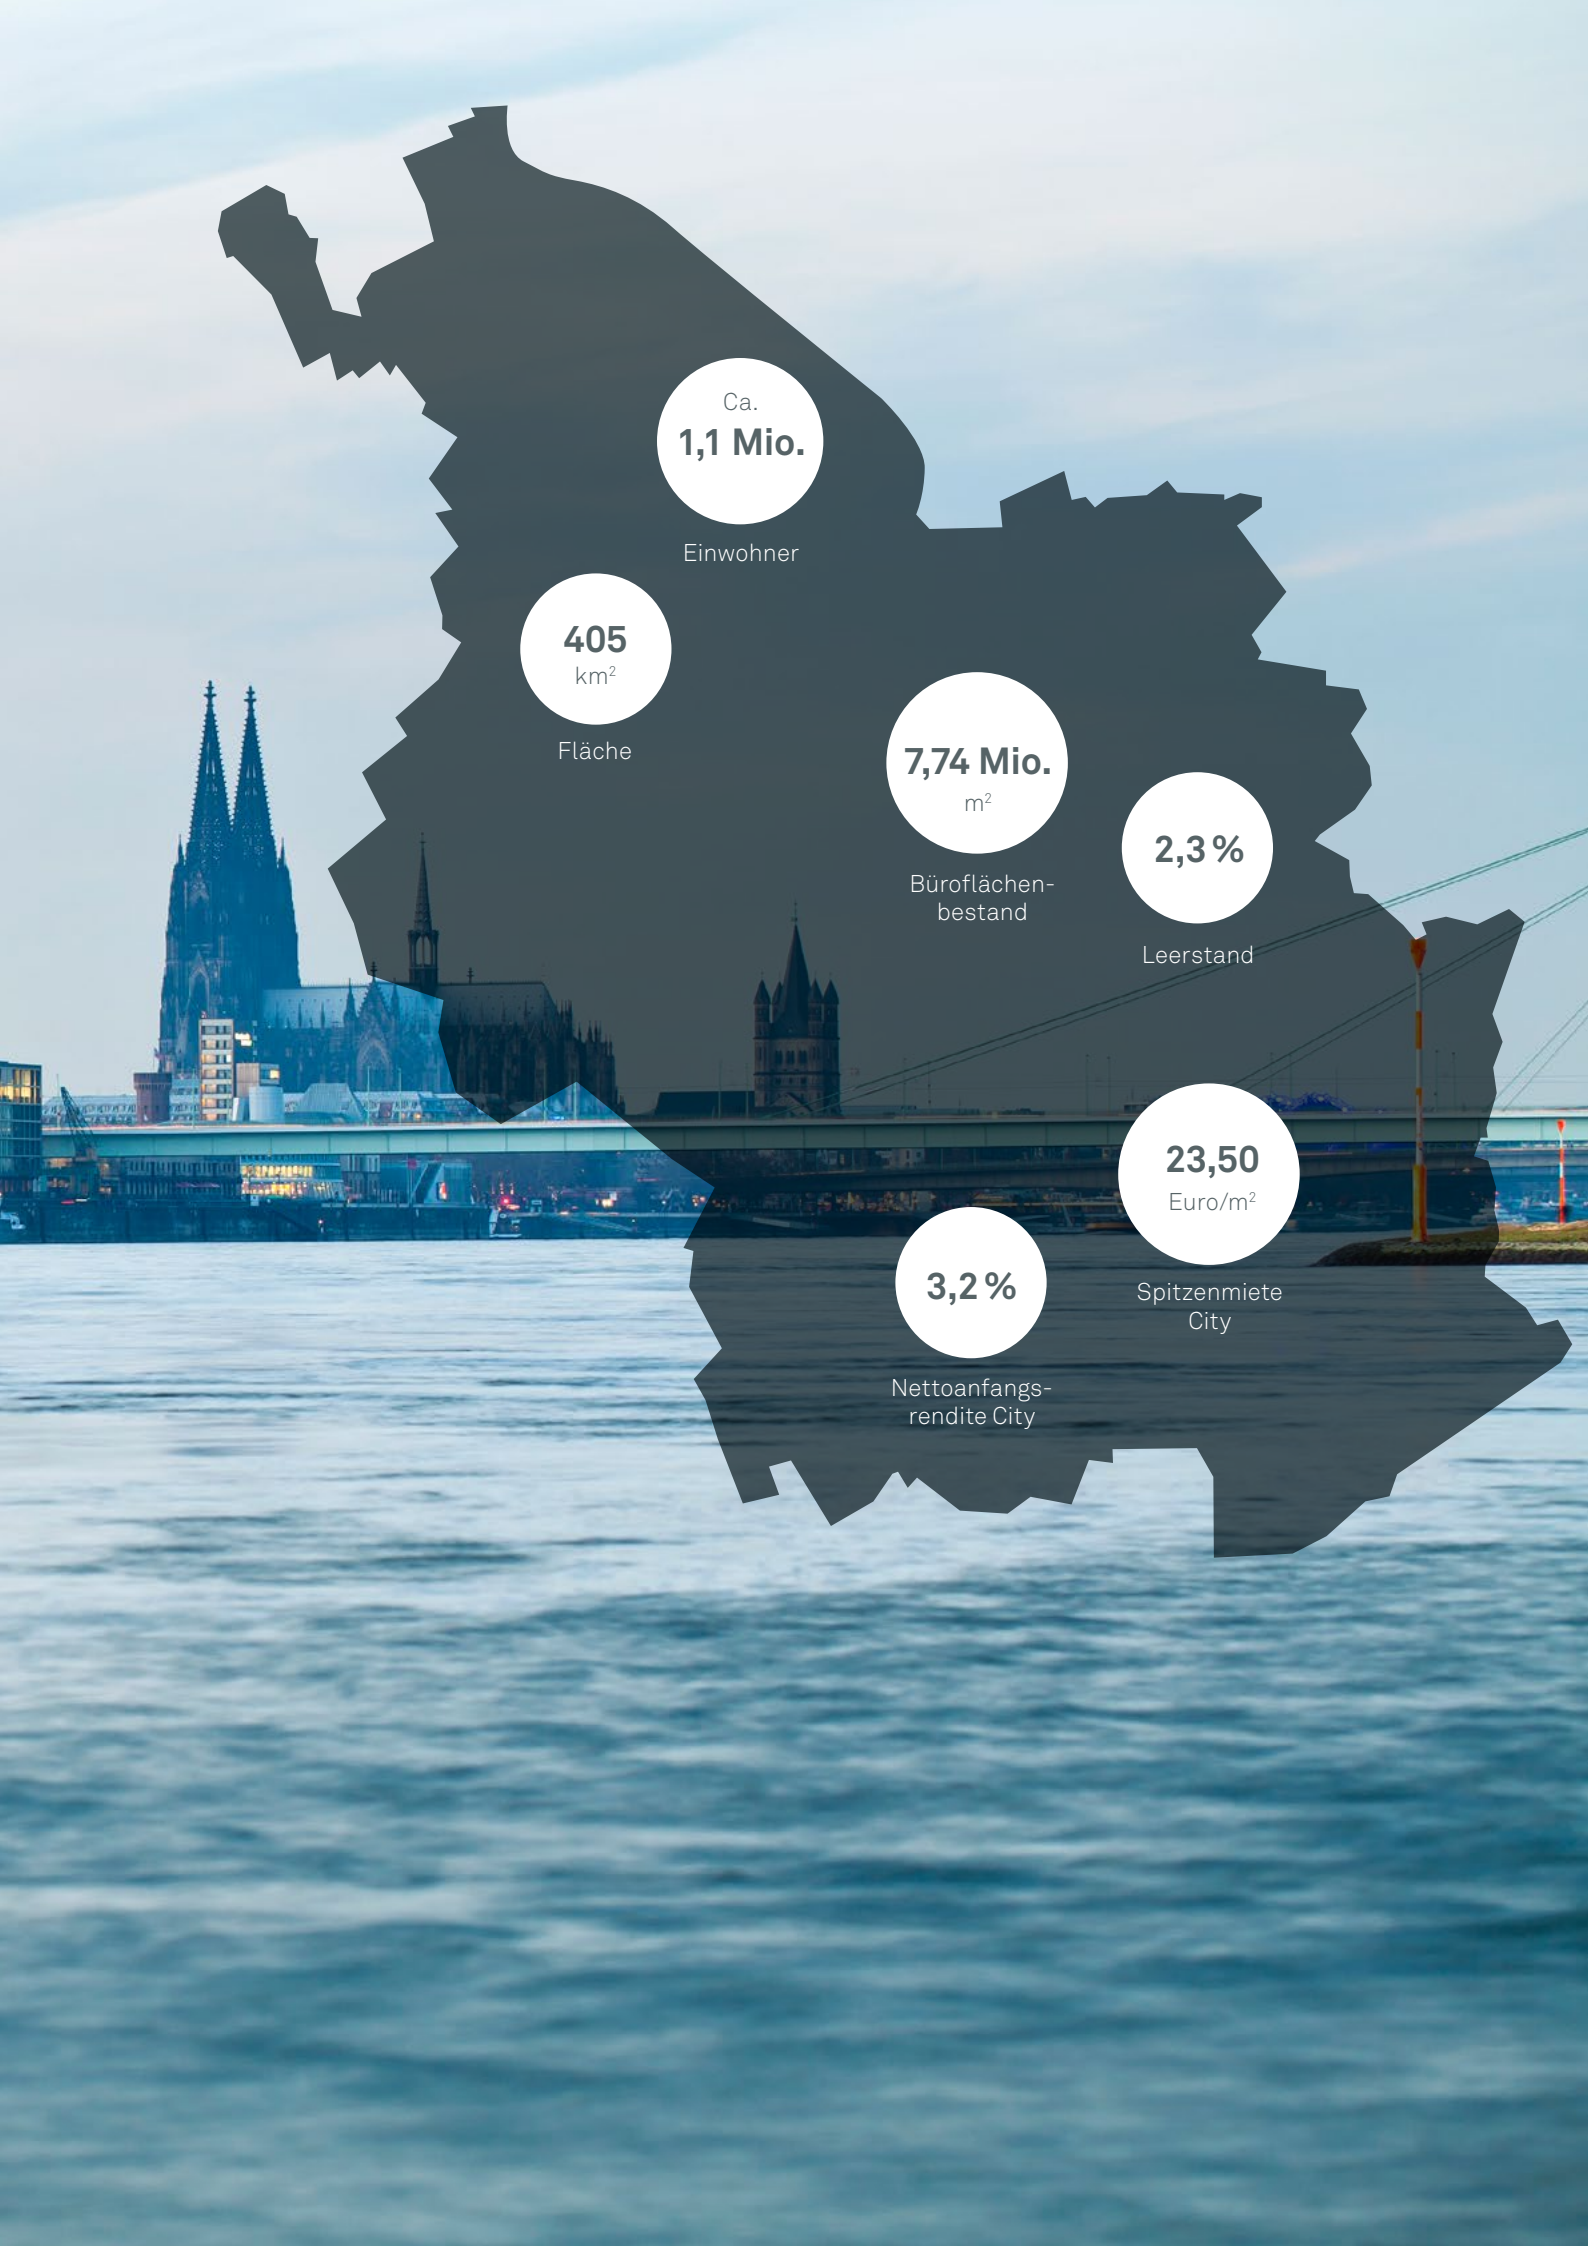 Ca.
1,1 Mio.
Einwohner
405
km²
Fläche
7,74 Mio.
m²
Büroflächen-
bestand
2,3 %
Leerstand
23,50
Euro/m²
Spitzenmiete
City
3,2 %
Nettoanfangs-
rendite City